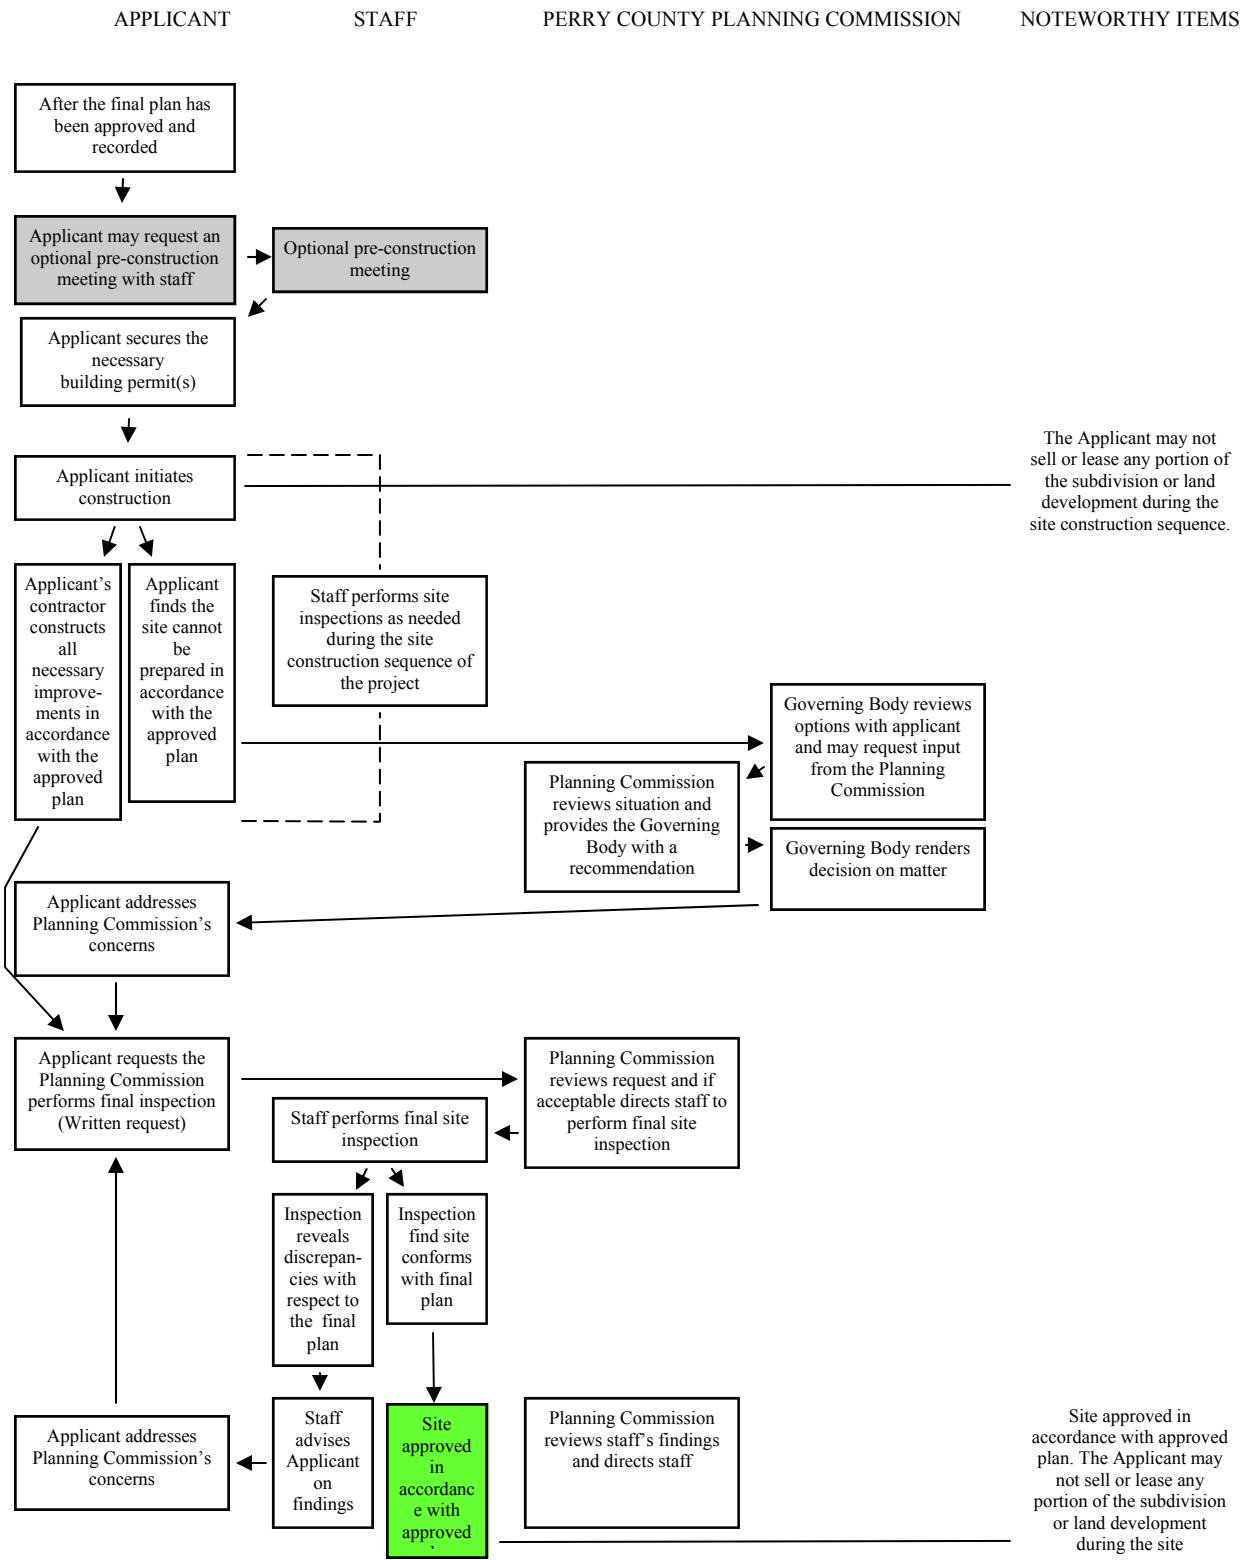 APPLICANT STAFF PERRY COUNTY PLANNING COMMISSION NOTEWORTHY ITEMS
After the final plan has
been approved and
recorded
Applicant may request an
optional pre-construction
meeting with staff
Optional pre-construction
meeting
Applicant secures the
necessary
building permit(s)
Applicant initiates
construction
The Applicant may not
sell or lease any portion of
the subdivision or land
development during the
site construction sequence.
Applicant's
contractor
constructs
all
necessary
improve-
ments in
accordance
with the
approved
plan
Applicant
finds the
site cannot
be
prepared in
accordance
with the
approved
plan
Staff performs site
inspections as needed
during the site
construction sequence of
the project
Governing Body reviews
options with applicant
and may request input
from the Planning
Commission
Planning Commission
reviews situation and
provides the Governing
Body with a
recommendation
Governing Body renders
decision on matter
Applicant addresses
Planning Commission's
concerns
Applicant requests the
Planning Commission
performs final inspection
(Written request)
Planning Commission
reviews request and if
acceptable directs staff to
perform final site
inspection
Staff performs final site
inspection
Inspection
reveals
discrepan-
cies with
respect to
the final
plan
Inspection
find site
conforms
with final
plan
Applicant addresses
Planning Commission's
concerns
Staff
advises
Applicant
on
findings
Site
approved
in
accordanc
e with
approved
Planning Commission
reviews staff's findings
and directs staff
Site approved in
accordance with approved
plan. The Applicant may
not sell or lease any
portion of the subdivision
or land development
during the site